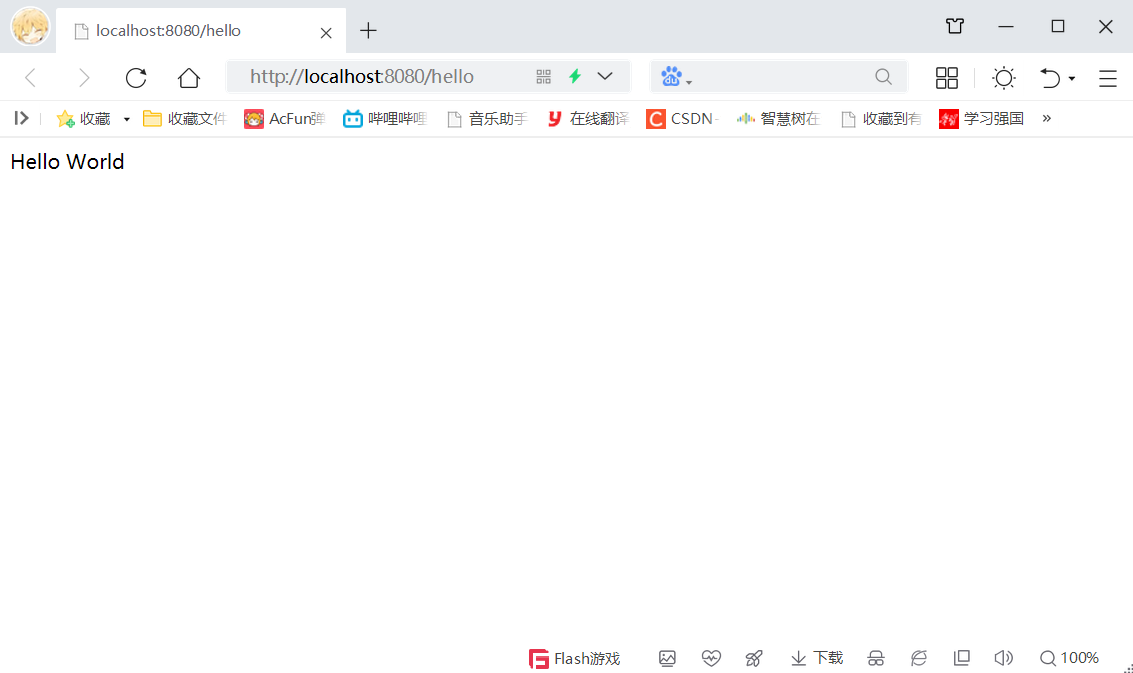 localhost:8080/hello
http://localhost:8080/hello
du
收藏 收藏文件 AcFun弹 哔哩哔哩 音乐助手 y 在线翻译 C CSDN- 智慧树在 收藏到有 学习强国 »
Hello World
Flash游戏 下载 100%